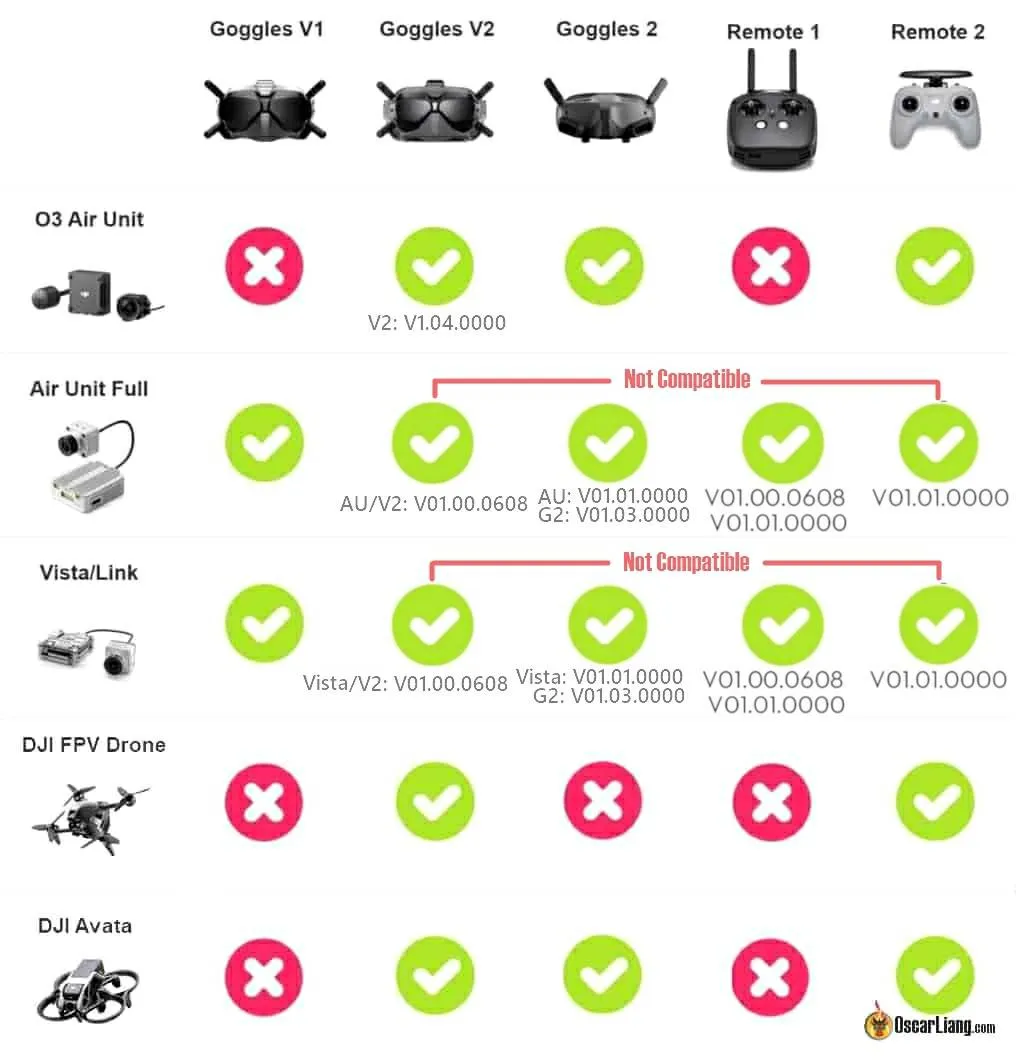 Goggles V1 Goggles V2 Goggles 2 Remote 1 Remote 2
O3 Air Unit
V2: V1.04.0000
Not Compatible
Air Unit Full
AU/V2: V01.00.0608 AU: V01.01.0000 V01.00.0608 V01.01.0000
G2: V01.03.0000 V01.01.0000
Not Compatible
Vista/Link
Vista/V2: V01.00.0608 Vista: V01.01.0000 V01.00.0608 V01.01.0000
G2: V01.03.0000 V01.01.0000
DJI FPV Drone
DJI Avata
OscarLiang.com